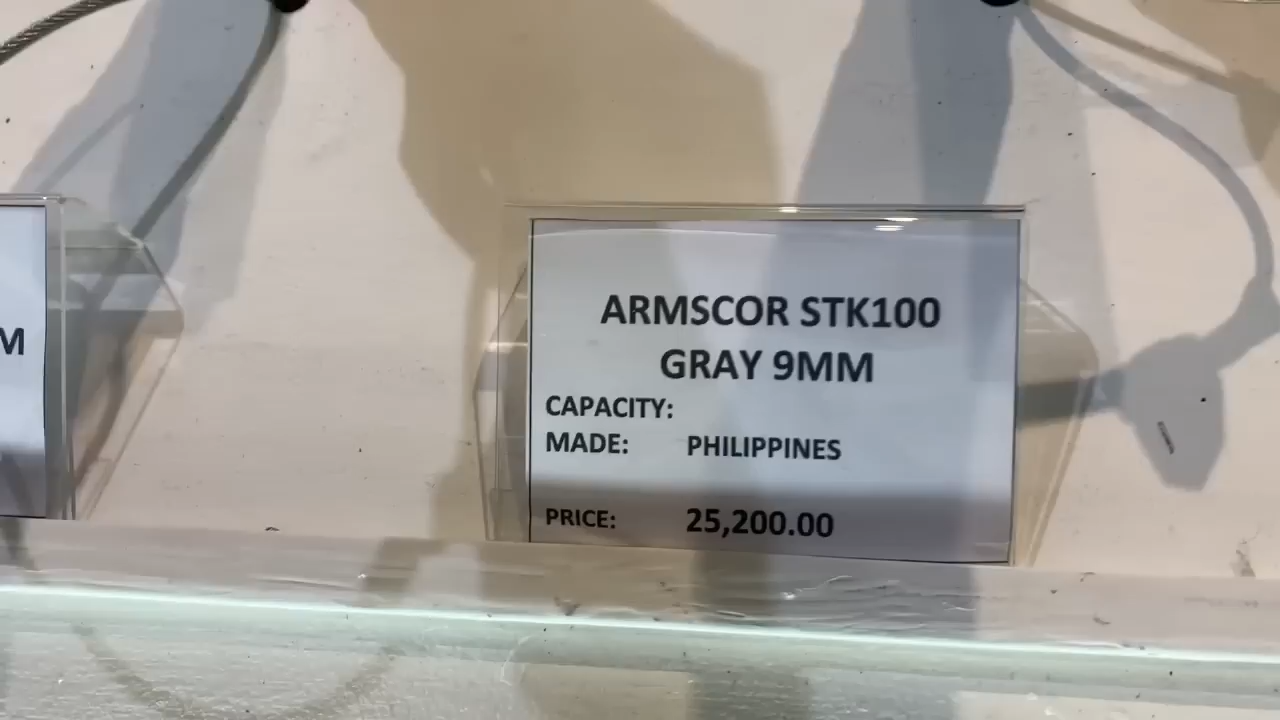 M
ARMSCOR STK100
GRAY 9MM
CAPACITY:
MADE: PHILIPPINES
PRICE: 25,200.00